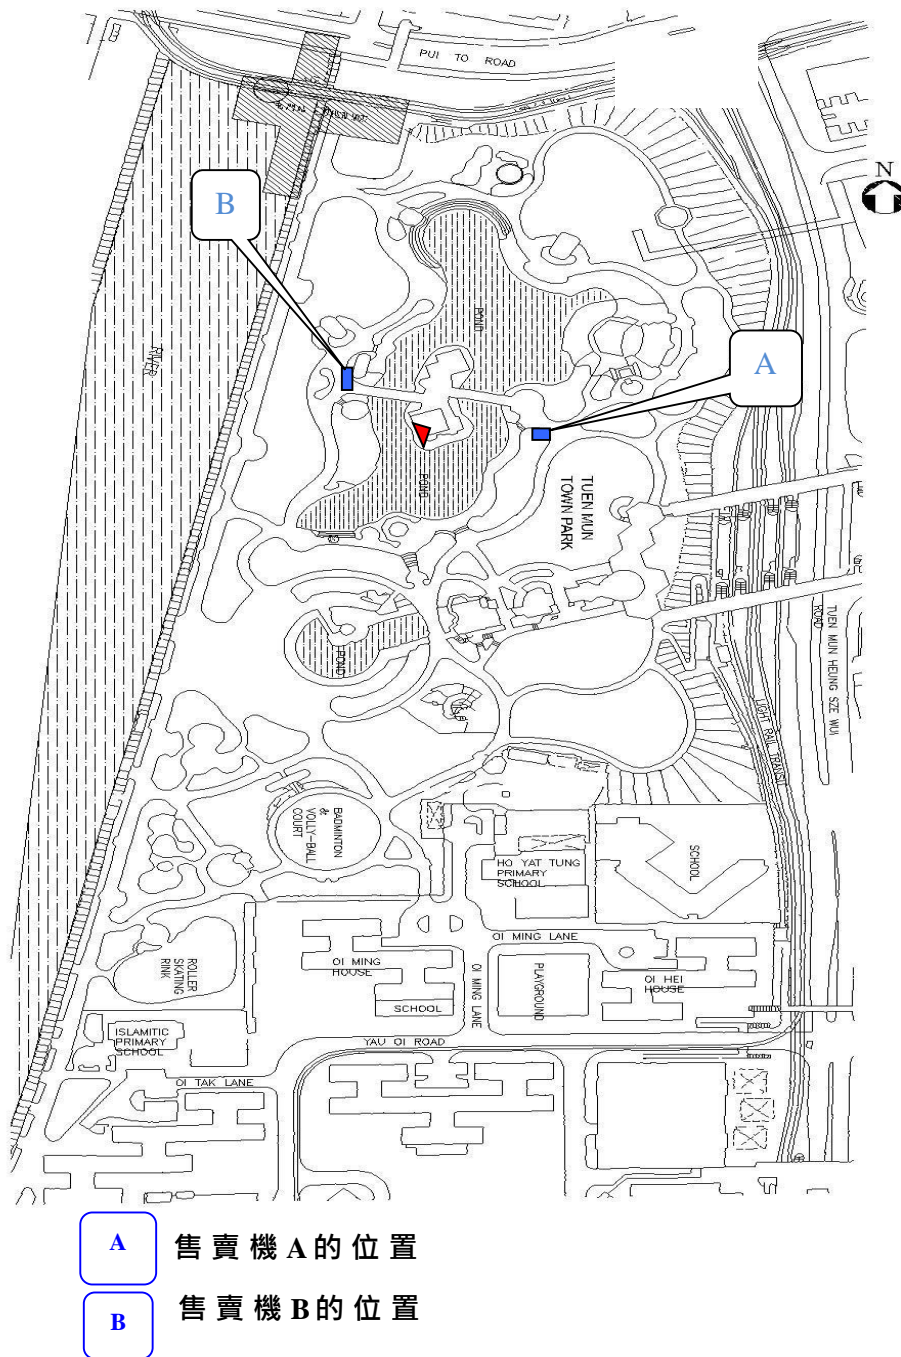 PUI TO ROAD
N
B
A
RIVER
POND
POND
TUEN MUN
TOWN PARK
POND
TUEN MUN HEUNG SZE WUI
ROAD
LIGHT RAIL TRANSIT
BADMINTON
&
VOLLY-BALL
COURT
HO YAT TUNG
PRIMARY
SCHOOL
SCHOOL
OI MING LANE
OI MING
HOUSE
OI MING LANE
PLAYGROUND
OI HEI
HOUSE
ROLLER
SKATING
RINK
SCHOOL
ISLAMITIC
PRIMARY
SCHOOL
YAU OI ROAD
OI TAK LANE
A 售賣機A的位置
B 售賣機B的位置